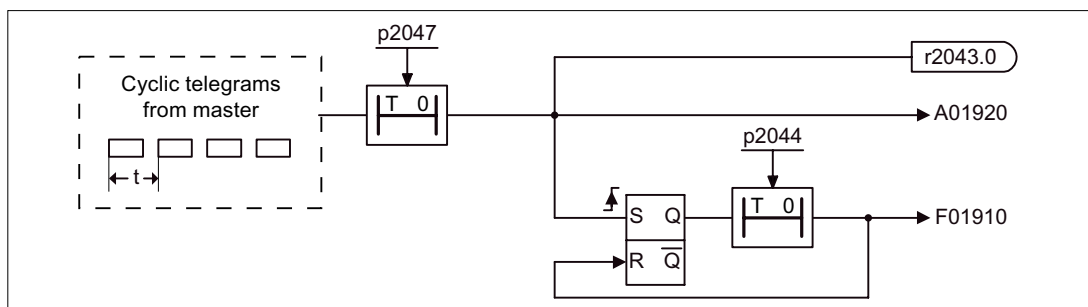 p2047
r2043.0
Cyclic telegrams
from master
T 0
A01920
p2044
t
T 0
S Q
F01910
R Q̅